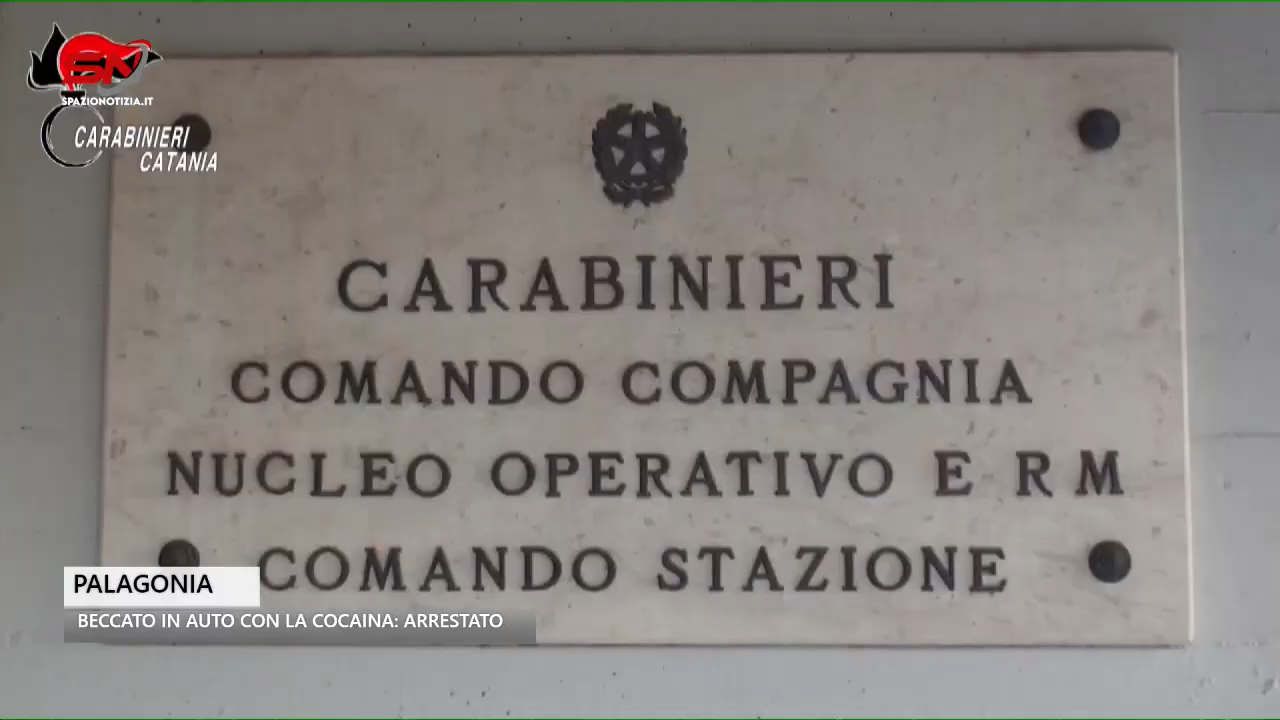 SN
SPAZIONOTIZIA.IT
CARABINIERI
CATANIA
CARABINIERI
COMANDO COMPAGNIA
NUCLEO OPERATIVO E R M
COMANDO STAZIONE
PALAGONIA
BECCATO IN AUTO CON LA COCAINA: ARRESTATO